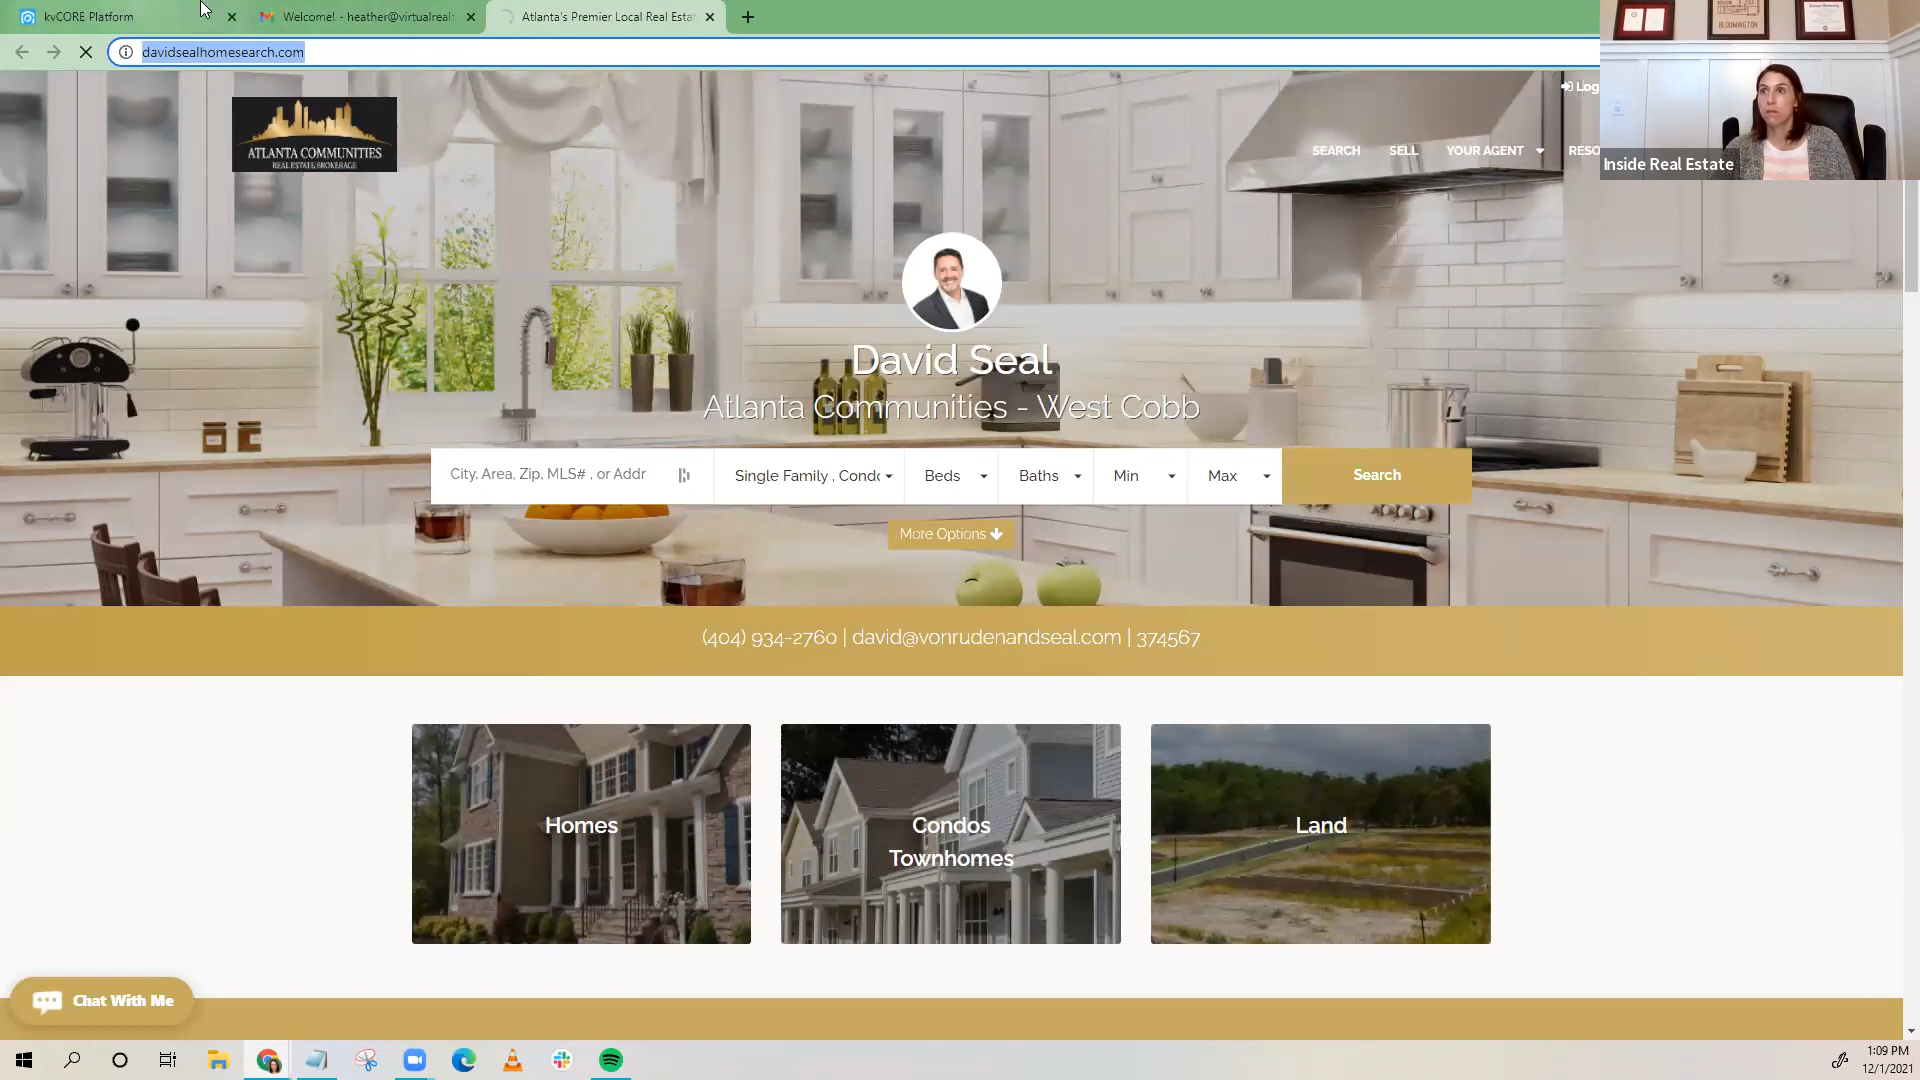 kvCORE Platform
Welcome! - heather@virtualreal
Atlanta's Premier Local Real Esta
davidsealhomesearch.com
Log
ATLANTA COMMUNITIES
REAL ESTATE BROKERAGE
SEARCH SELL YOUR AGENT RESO
BLOOMINGTON
Inside Real Estate
David Seal
Atlanta Communities - West Cobb
City, Area, Zip, MLS# , or Addr
Single Family , Condo
Beds
Baths
Min
Max
Search
More Options
(404) 934-2760 | david@vonrudenandseal.com | 374567
Homes
Condos
Townhomes
Land
Chat With Me
1:09 PM
12/1/2021